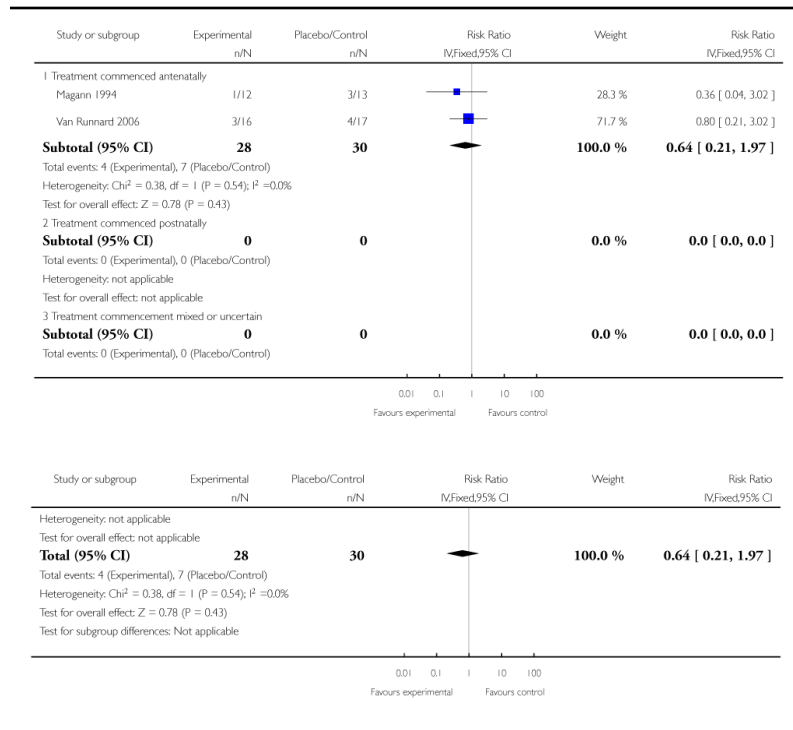 Study or subgroup Experimental Placebo/Control Risk Ratio Weight Risk Ratio
n/N n/N IV,Fixed,95% CI IV,Fixed,95% CI
1 Treatment commenced antenatally
Magann 1994 1/12 3/13 28.3 % 0.36 [ 0.04, 3.02 ]
Van Runnard 2006 3/16 4/17 71.7 % 0.80 [ 0.21, 3.02 ]
Subtotal (95% CI) 28 30 100.0 % 0.64 [ 0.21, 1.97 ]
Total events: 4 (Experimental), 7 (Placebo/Control)
Heterogeneity: Chi² = 0.38, df = 1 (P = 0.54); I² =0.0%
Test for overall effect: Z = 0.78 (P = 0.43)
2 Treatment commenced postnatally
Subtotal (95% CI) 0 0 0.0 % 0.0 [ 0.0, 0.0 ]
Total events: 0 (Experimental), 0 (Placebo/Control)
Heterogeneity: not applicable
Test for overall effect: not applicable
3 Treatment commencement mixed or uncertain
Subtotal (95% CI) 0 0 0.0 % 0.0 [ 0.0, 0.0 ]
Total events: 0 (Experimental), 0 (Placebo/Control)
0.01 0.1 1 10 100
Favours experimental Favours control
Study or subgroup Experimental Placebo/Control Risk Ratio Weight Risk Ratio
n/N n/N IV,Fixed,95% CI IV,Fixed,95% CI
Heterogeneity: not applicable
Test for overall effect: not applicable
Total (95% CI) 28 30 100.0 % 0.64 [ 0.21, 1.97 ]
Total events: 4 (Experimental), 7 (Placebo/Control)
Heterogeneity: Chi² = 0.38, df = 1 (P = 0.54); I² =0.0%
Test for overall effect: Z = 0.78 (P = 0.43)
Test for subgroup differences: Not applicable
0.01 0.1 1 10 100
Favours experimental Favours control